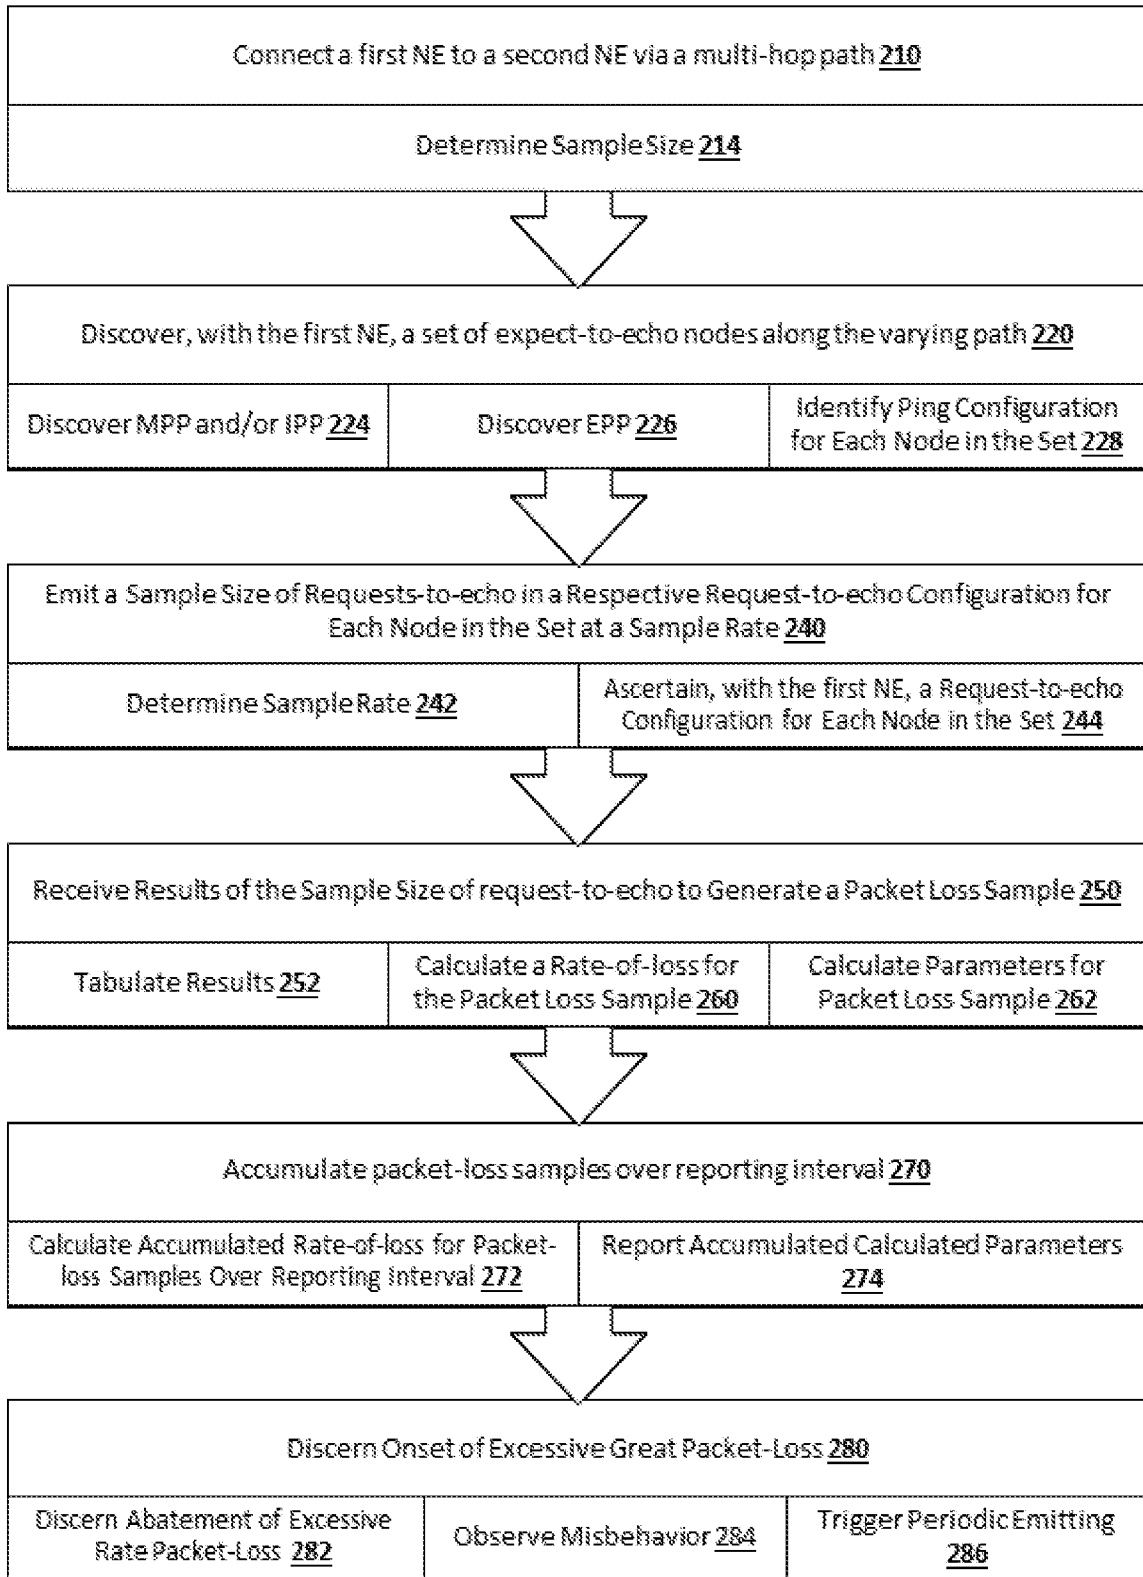 Connect a first NE to a second NE via a multi-hop path 210
Determine Sample Size 214
Discover, with the first NE, a set of expect-to-echo nodes along the varying path 220
Discover MPP and/or IPP 224
Discover EPP 226
Identify Ping Configuration
for Each Node in the Set 228
Emit a Sample Size of Requests-to-echo in a Respective Request-to-echo Configuration for
Each Node in the Set at a Sample Rate 240
Determine Sample Rate 242
Ascertain, with the first NE, a Request-to-echo
Configuration for Each Node in the Set 244
Receive Results of the Sample Size of request-to-echo to Generate a Packet Loss Sample 250
Tabulate Results 252
Calculate a Rate-of-loss for
the Packet Loss Sample 260
Calculate Parameters for
Packet Loss Sample 262
Accumulate packet-loss samples over reporting interval 270
Calculate Accumulated Rate-of-loss for Packet-
loss Samples Over Reporting Interval 272
Report Accumulated Calculated Parameters
274
Discern Onset of Excessive Great Packet-Loss 280
Discern Abatement of Excessive
Rate Packet-Loss 282
Observe Misbehavior 284
Trigger Periodic Emitting
286